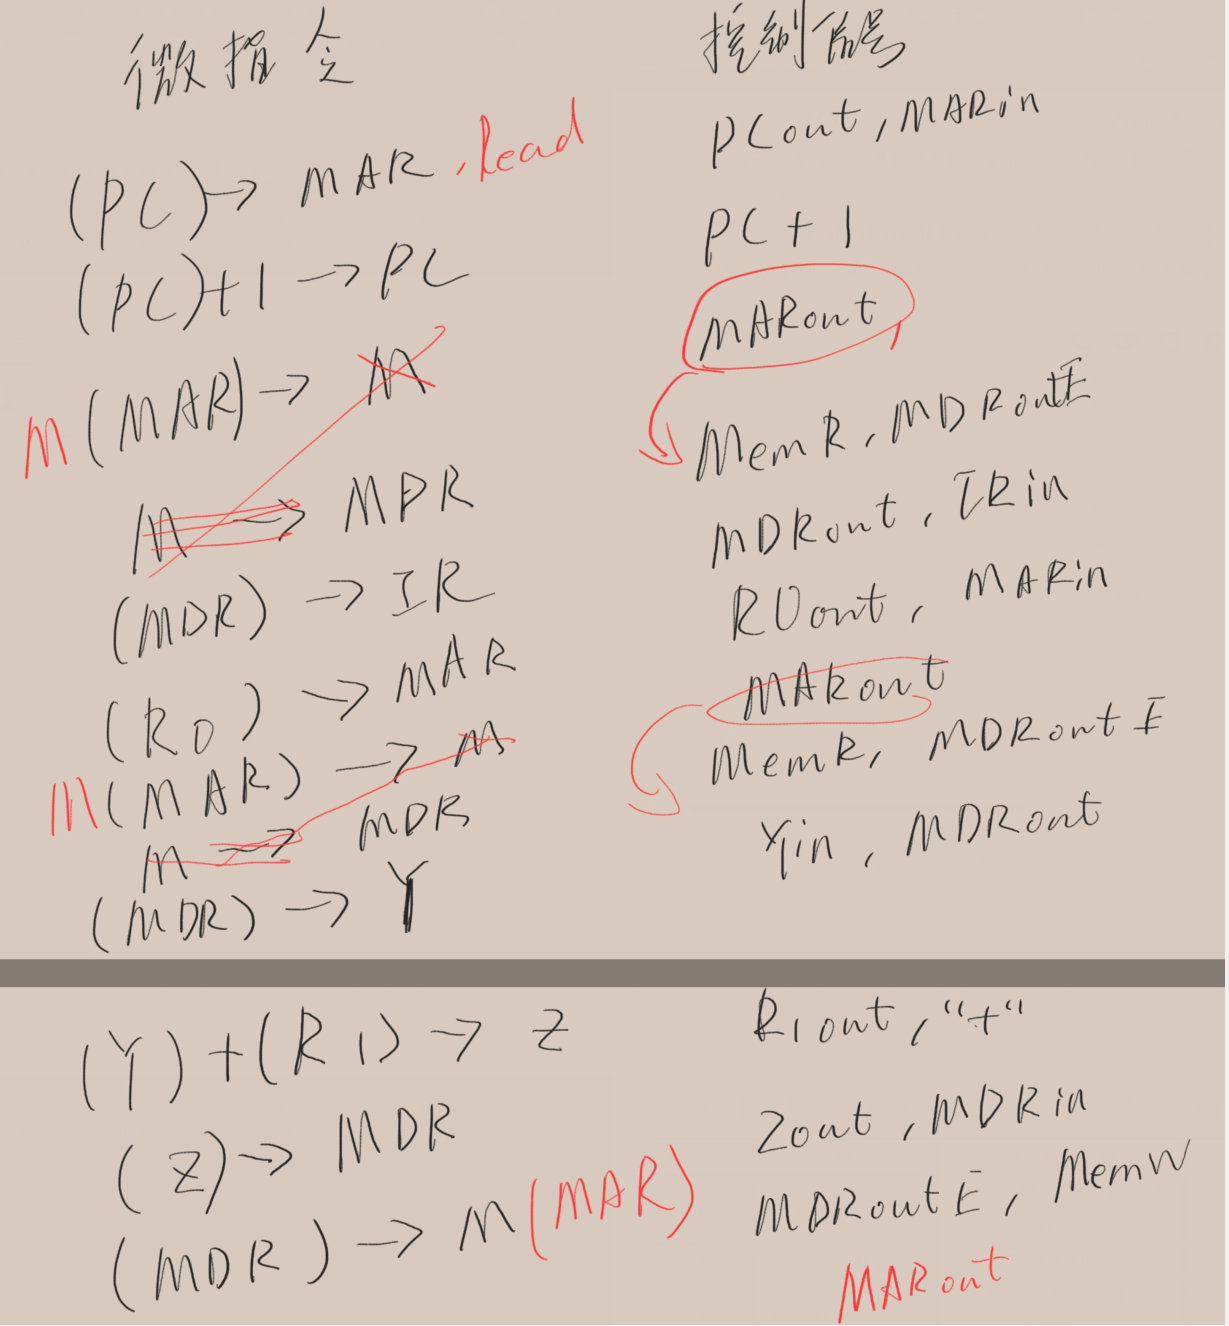 微指令 控制信号
(PC)→ MAR, Read PCout, MARin
(PC)+1 → PC PC+1
M(MAR)→ M MARout
M → MDR MemR, MDRoutE
(MDR) → IR MDRout, IRin
(R0) → MAR R0out, MARin
M(MAR) → M MARout
M → MDR MemR, MDRoutE
(MDR) → Y Yin, MDRout
(Y)+(R1) → Z R1out, "+"
(Z)→ MDR Zout, MDRin
(MDR) → M(MAR) MDRoutE, MemW
MARout